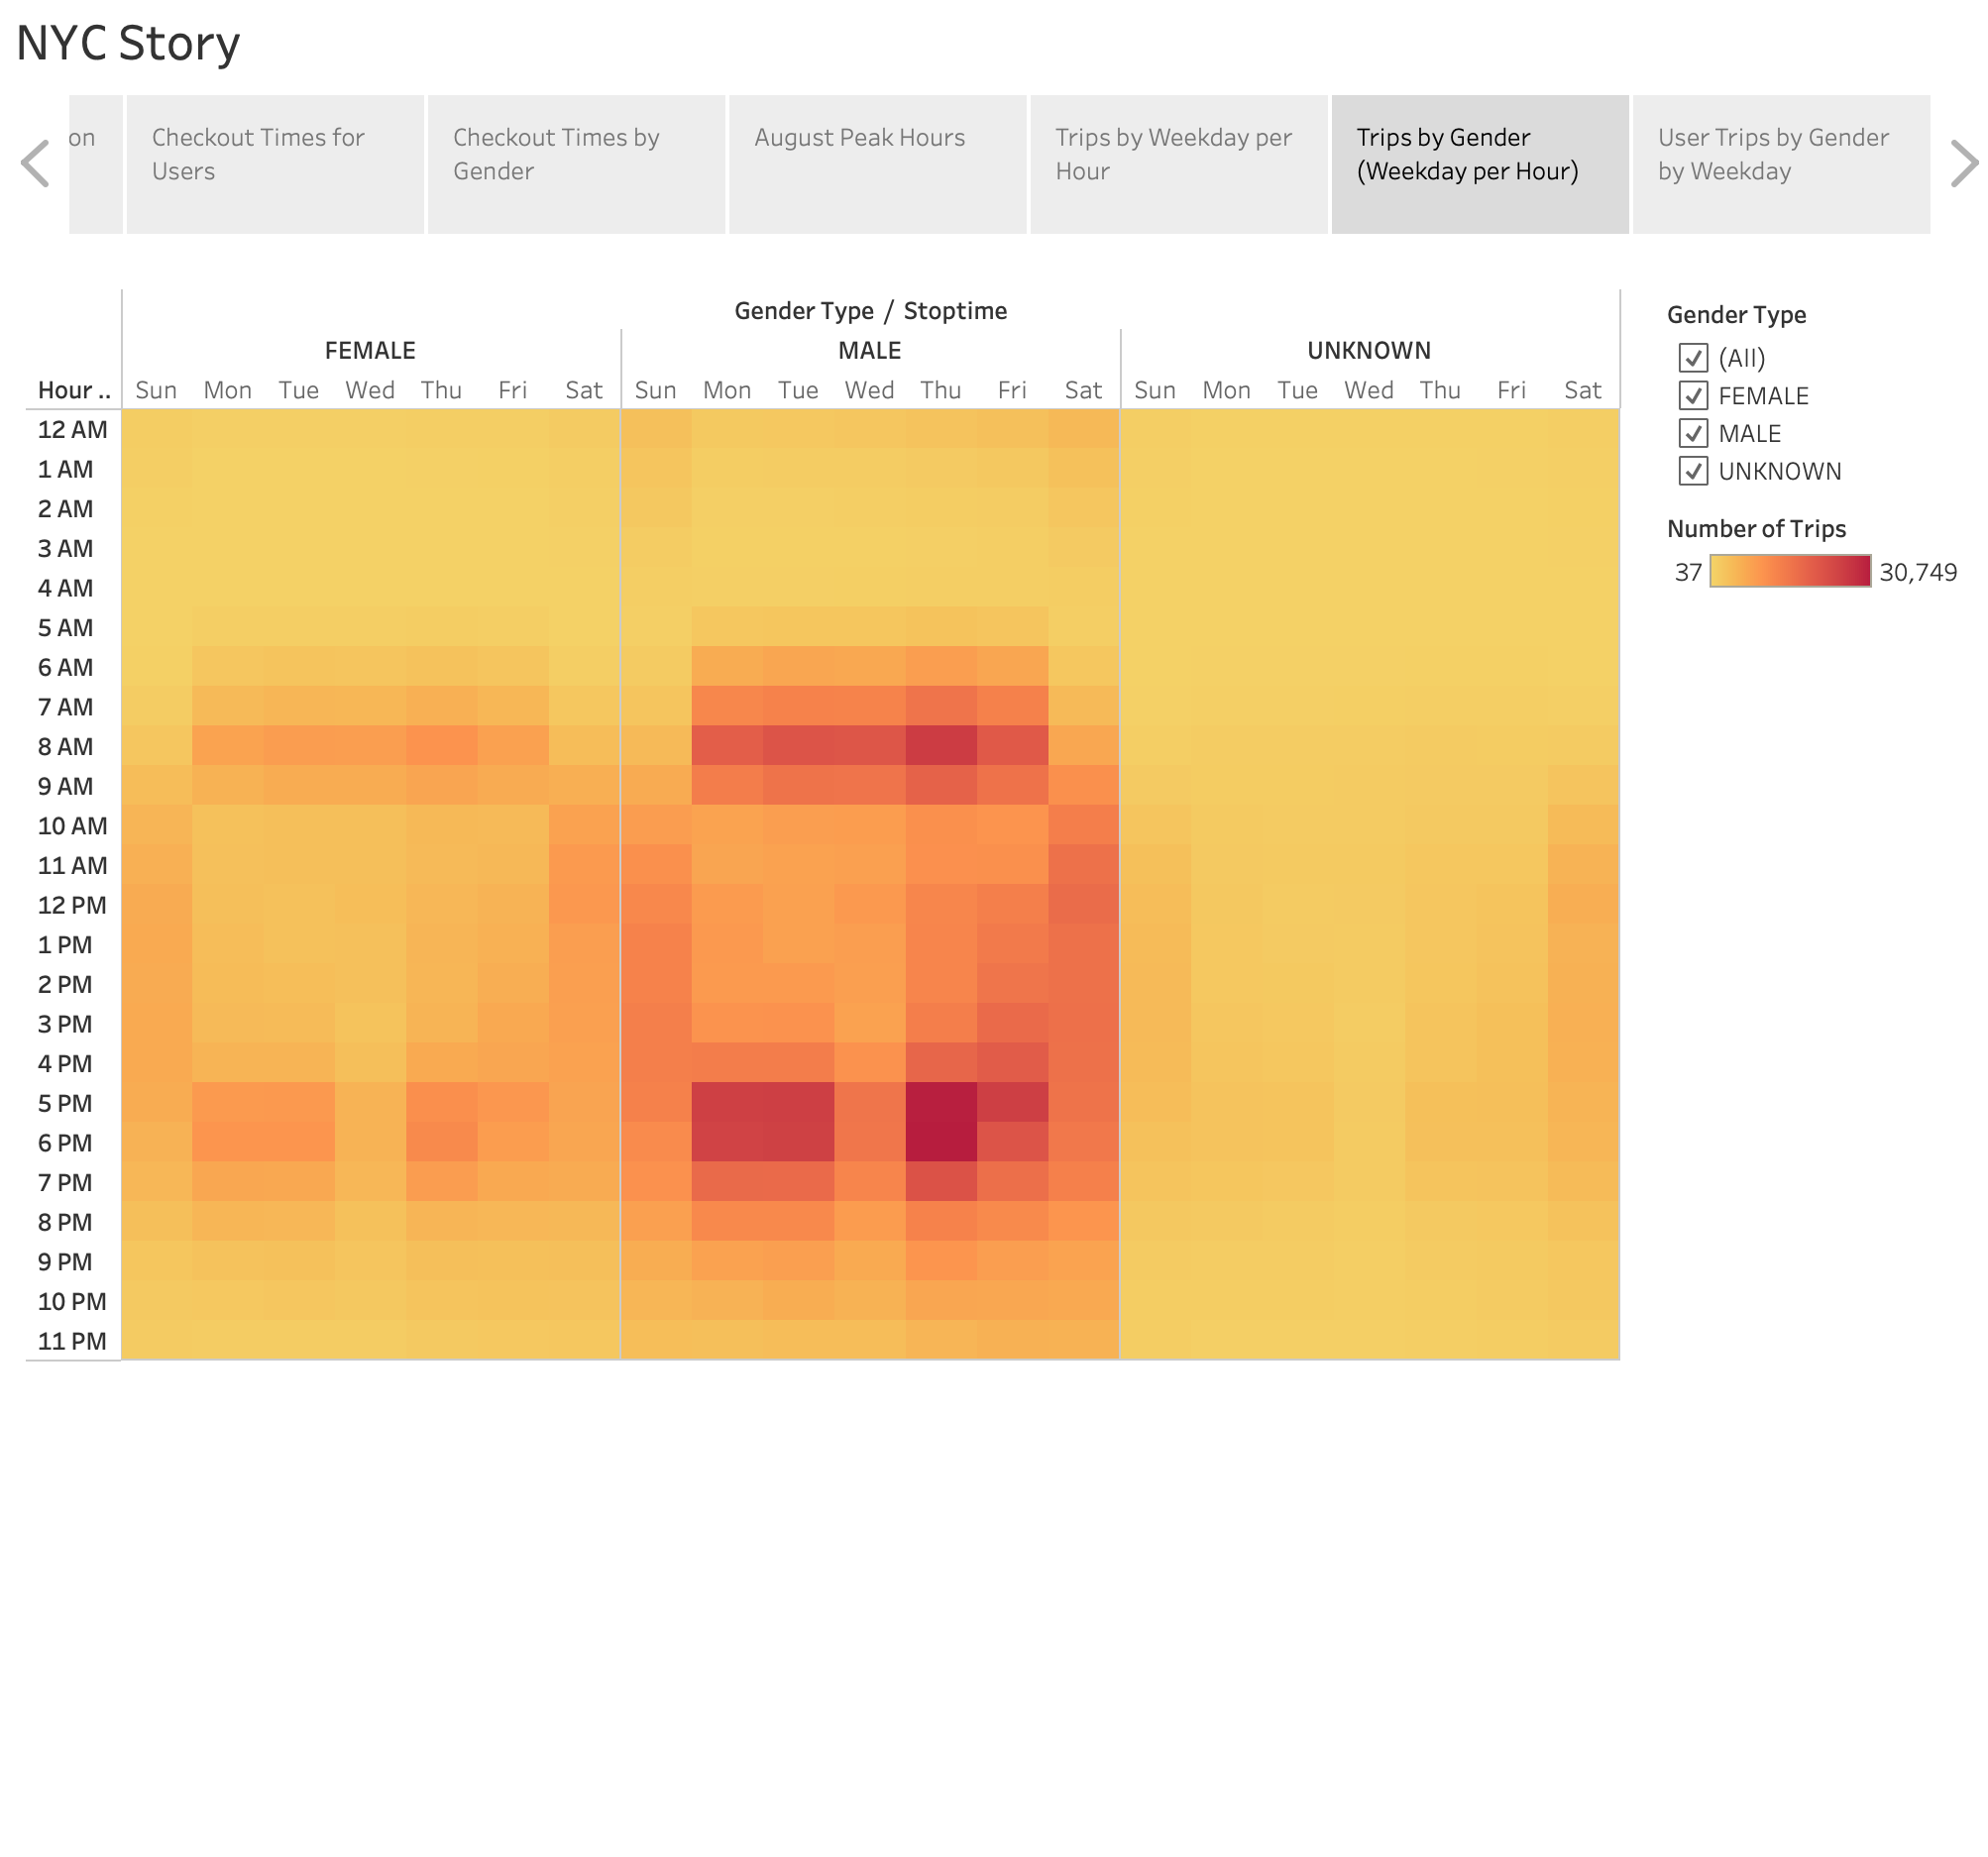 NYC Story
on
Checkout Times for
Users
Checkout Times by
Gender
August Peak Hours
Trips by Weekday per
Hour
Trips by Gender
(Weekday per Hour)
User Trips by Gender
by Weekday
Gender Type / Stoptime
FEMALE MALE UNKNOWN
Hour .. Sun Mon Tue Wed Thu Fri Sat Sun Mon Tue Wed Thu Fri Sat Sun Mon Tue Wed Thu Fri Sat
12 AM
1 AM
2 AM
3 AM
4 AM
5 AM
6 AM
7 AM
8 AM
9 AM
10 AM
11 AM
12 PM
1 PM
2 PM
3 PM
4 PM
5 PM
6 PM
7 PM
8 PM
9 PM
10 PM
11 PM
Gender Type
(All)
FEMALE
MALE
UNKNOWN
Number of Trips
37 30,749